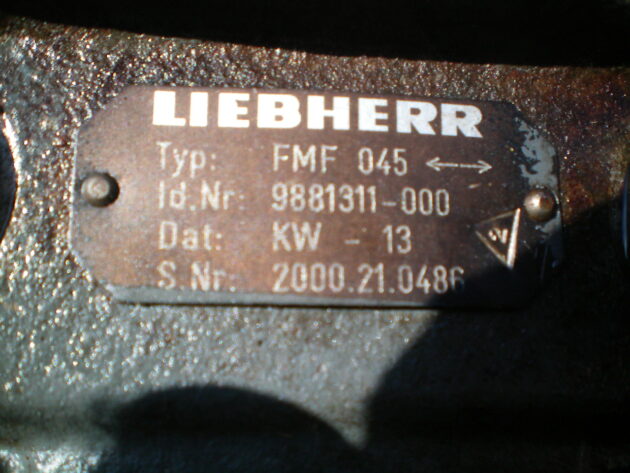 LIEBHERR
Typ: FMF 045 ↔
Id.Nr: 9881311-000
Dat: KW - 13
S.Nr: 2000.21.0486